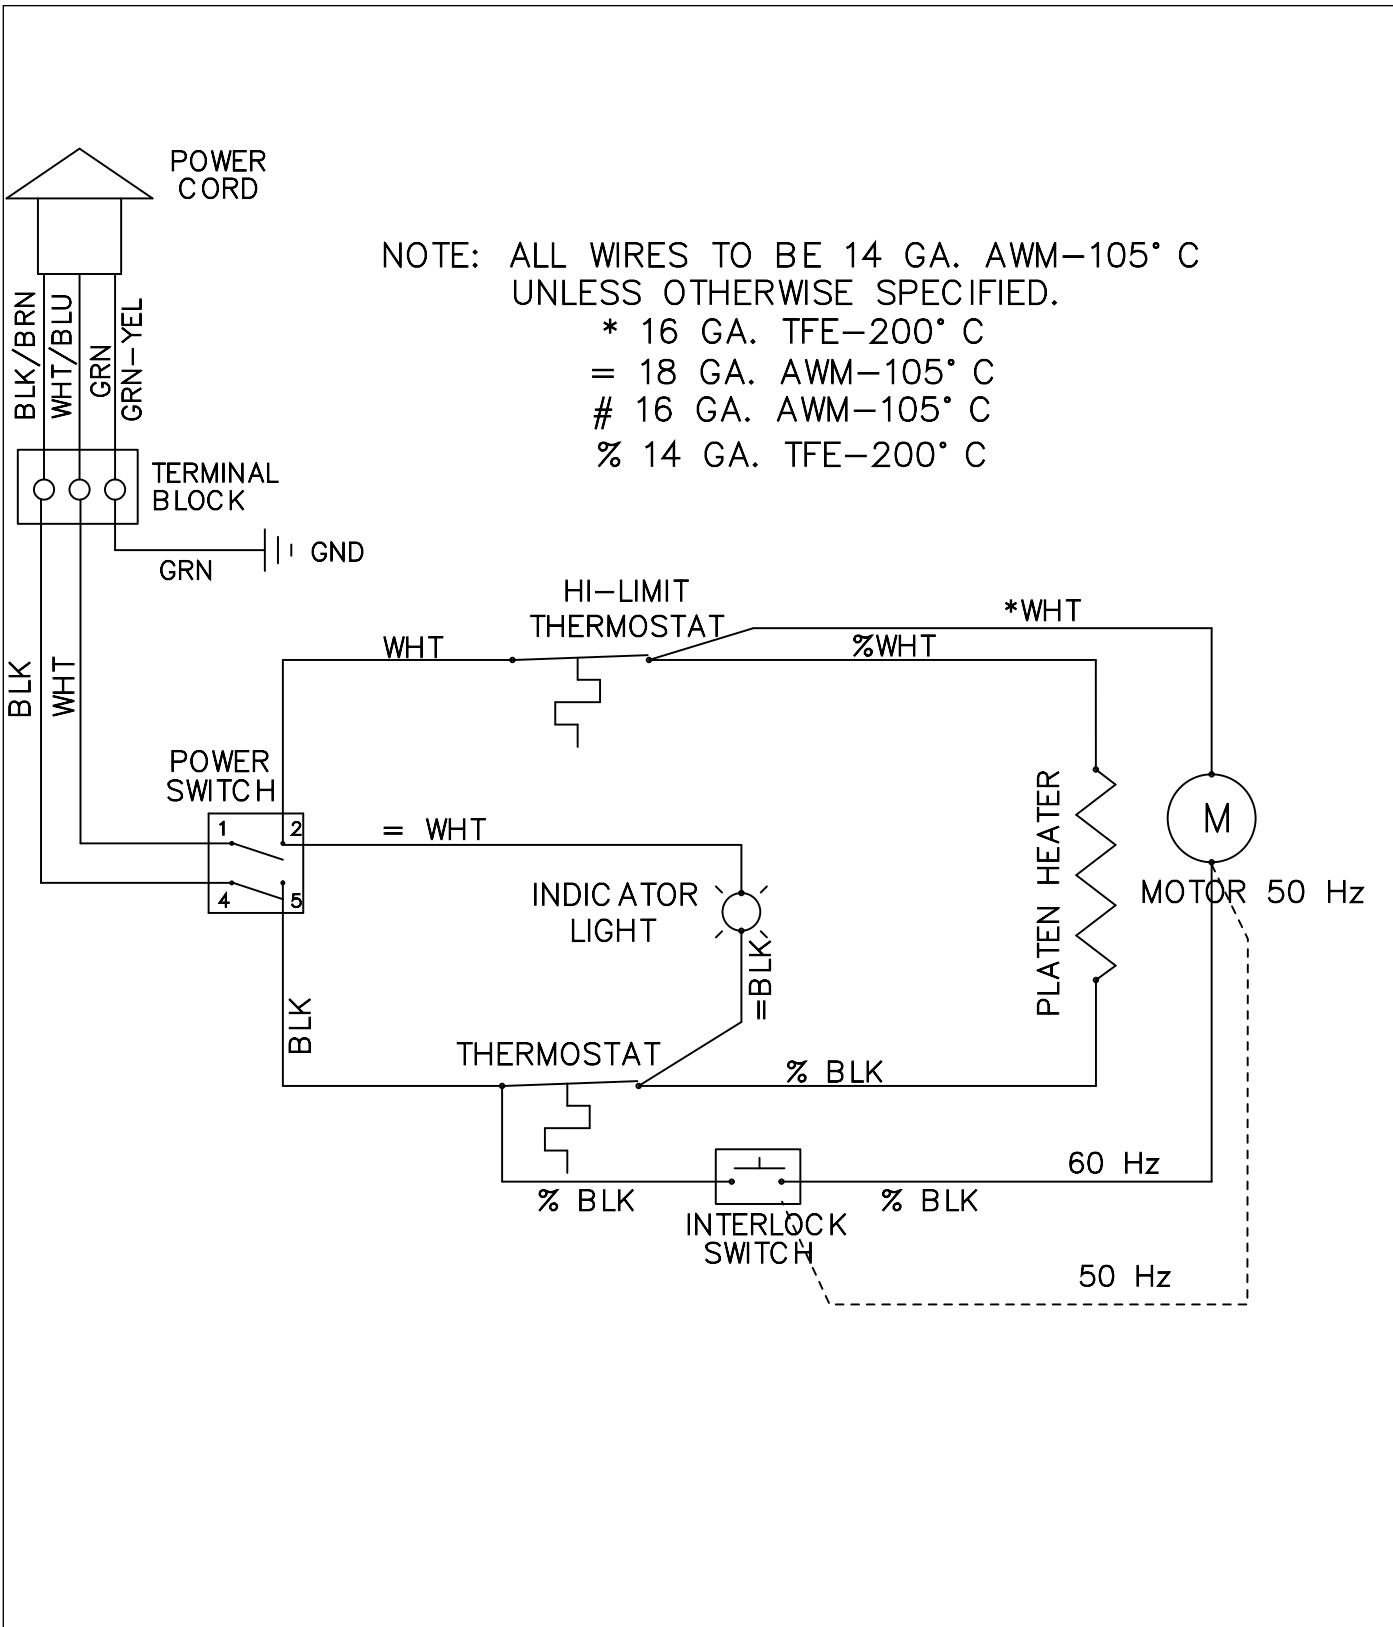 POWER
CORD
NOTE: ALL WIRES TO BE 14 GA. AWM-105° C
UNLESS OTHERWISE SPECIFIED.
* 16 GA. TFE-200° C
= 18 GA. AWM-105° C
# 16 GA. AWM-105° C
% 14 GA. TFE-200° C
BLK/BRN
WHT/BLU
GRN
GRN-YEL
TERMINAL
BLOCK
GRN
GND
HI-LIMIT
THERMOSTAT
*WHT
WHT
%WHT
BLK
WHT
POWER
SWITCH
1
2
4
5
= WHT
INDICATOR
LIGHT
=BLK
PLATEN HEATER
M
MOTOR 50 Hz
BLK
THERMOSTAT
% BLK
60 Hz
% BLK
% BLK
INTERLOCK
SWITCH
50 Hz